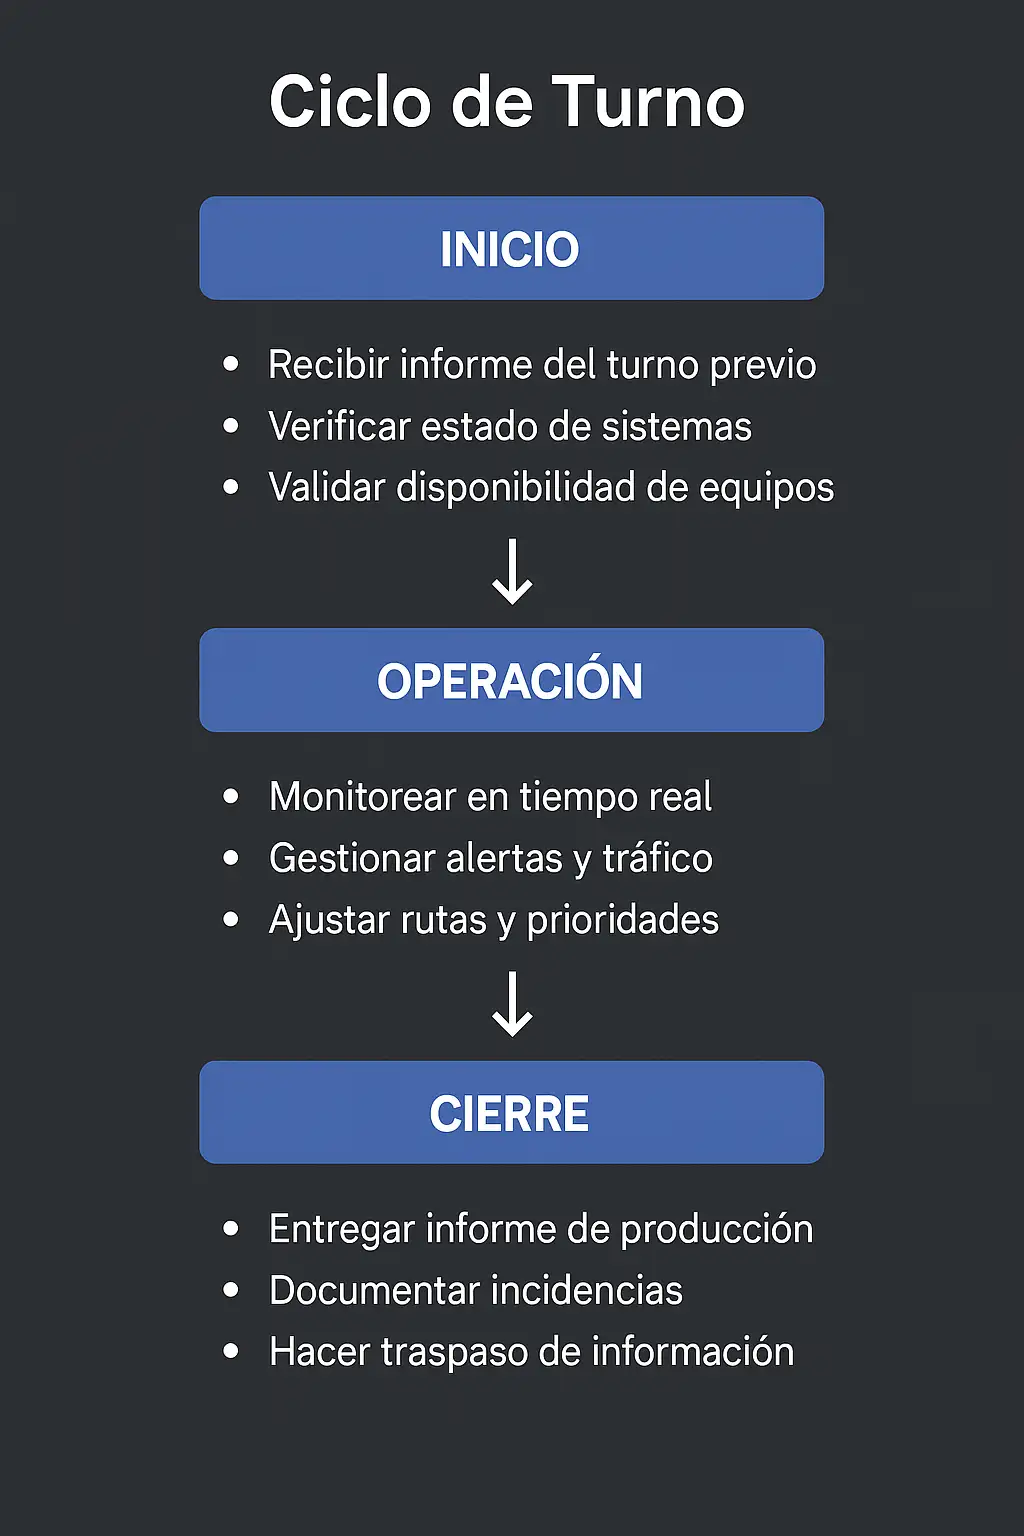 Ciclo de Turno
INICIO
• Recibir informe del turno previo
• Verificar estado de sistemas
• Validar disponibilidad de equipos
↓
OPERACIÓN
• Monitorear en tiempo real
• Gestionar alertas y tráfico
• Ajustar rutas y prioridades
↓
CIERRE
• Entregar informe de producción
• Documentar incidencias
• Hacer traspaso de información